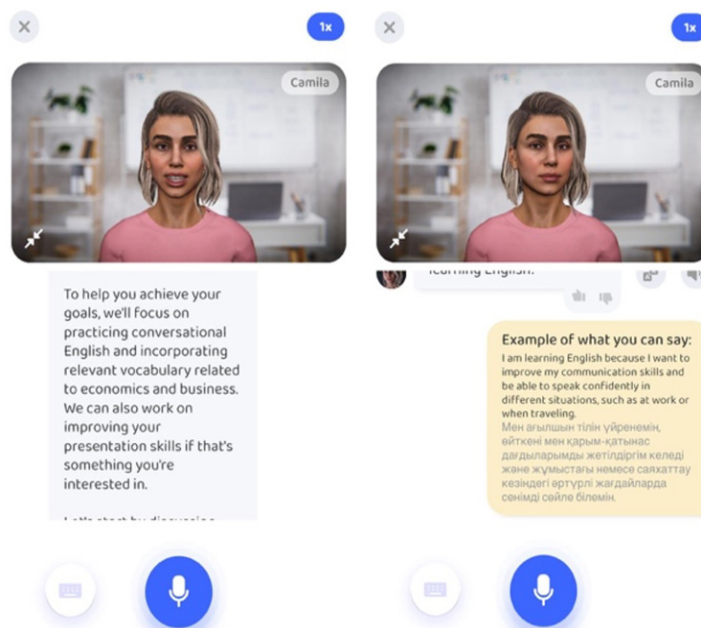 1x
Camila
To help you achieve your
goals, we'll focus on
practicing conversational
English and incorporating
relevant vocabulary related
to economics and business.
We can also work on
improving your
presentation skills if that's
something you're
interested in.
Let's start by discussing
1x
Camila
learning English.
Example of what you can say:
I am learning English because I want to
improve my communication skills and
be able to speak confidently in
different situations, such as at work or
when traveling.
Мен ағылшын тілін үйренемін,
өйткені мен қарым-қатынас
дағдыларымды жетілдіргім келеді
және жұмыстағы немесе саяхаттау
кезіндегі әртүрлі жағдайларда
сенімді сөйле білемін.